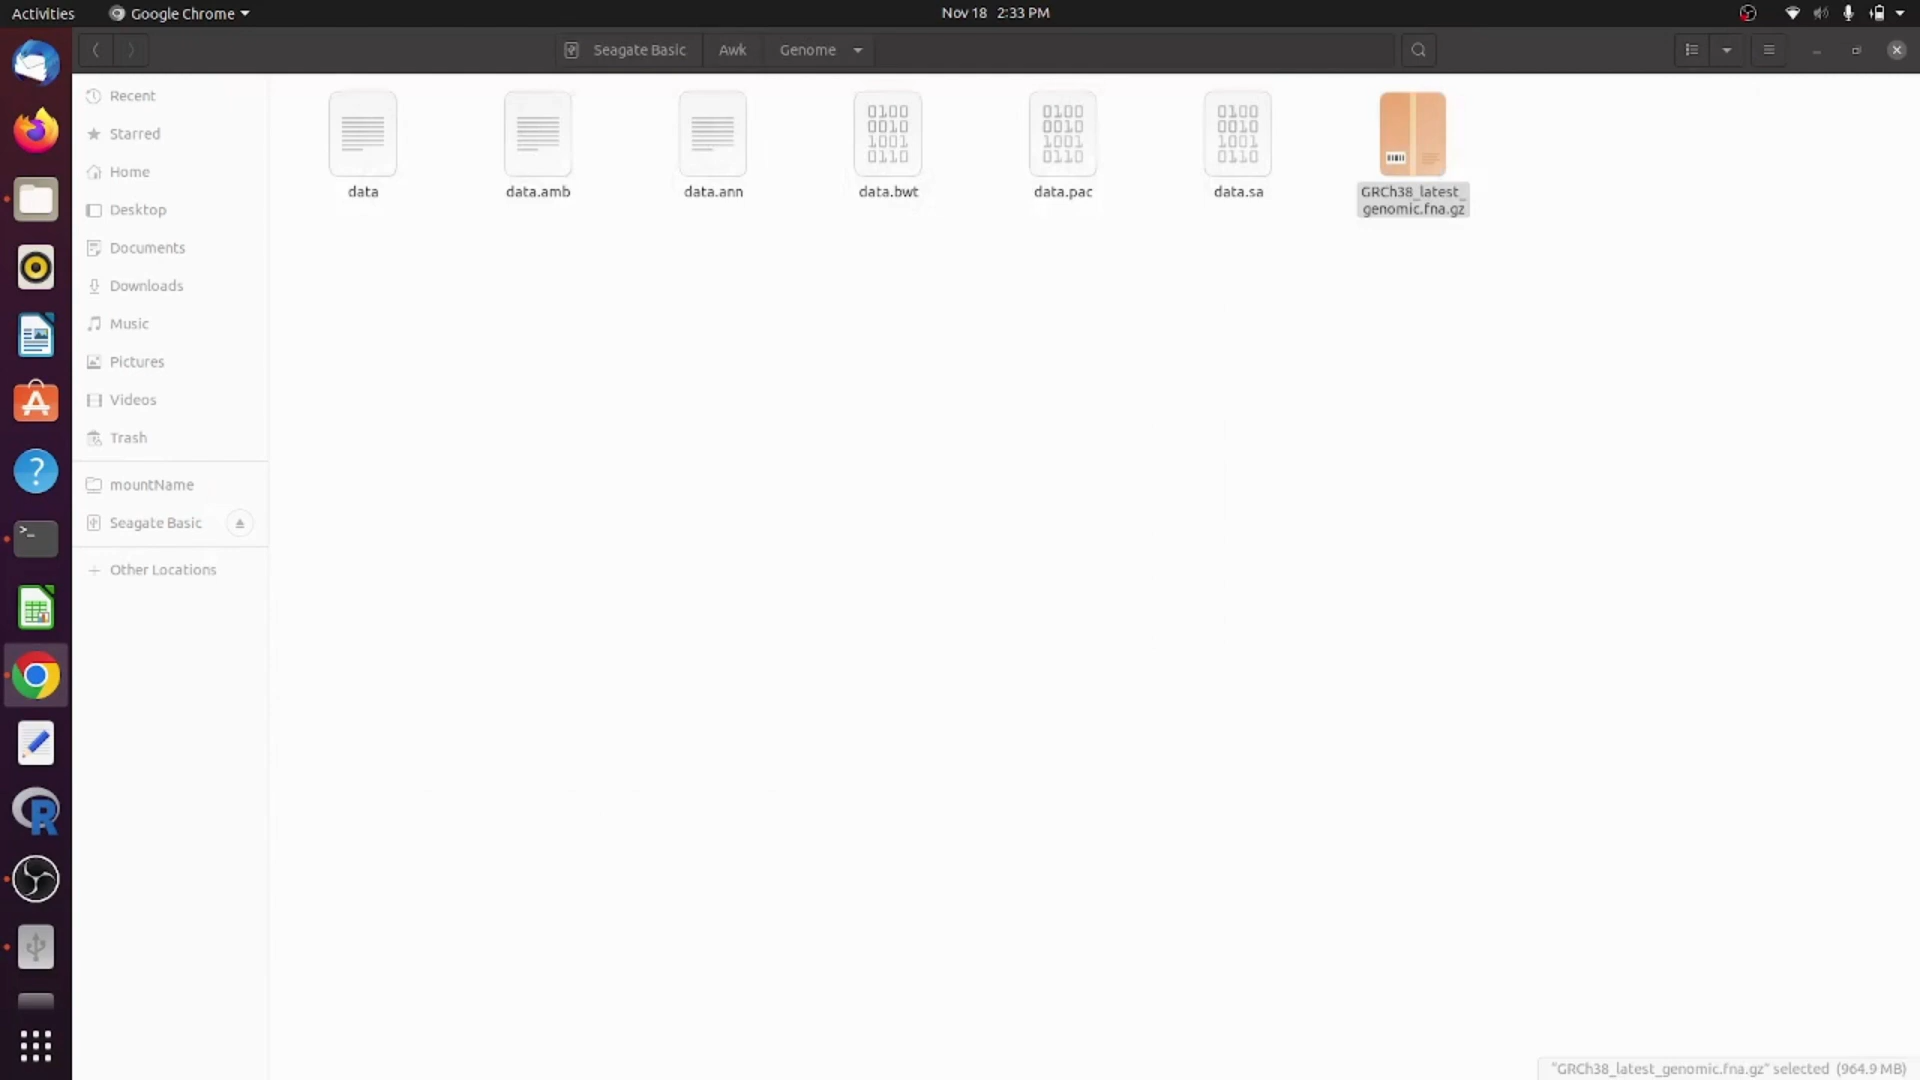 Activities Google Chrome Nov 18 2:33 PM
Seagate Basic Awk Genome
Recent
Starred
Home
Desktop
Documents
Downloads
Music
Pictures
Videos
Trash
mountName
Seagate Basic
Other Locations
data data.amb data.ann data.bwt data.pac data.sa GRCh38_latest_
genomic.fna.gz
0100 0100 0100
0010 0010 0010
1001 1001 1001
0110 0110 0110
"GRCh38_latest_genomic.fna.gz" selected (964.9 MB)